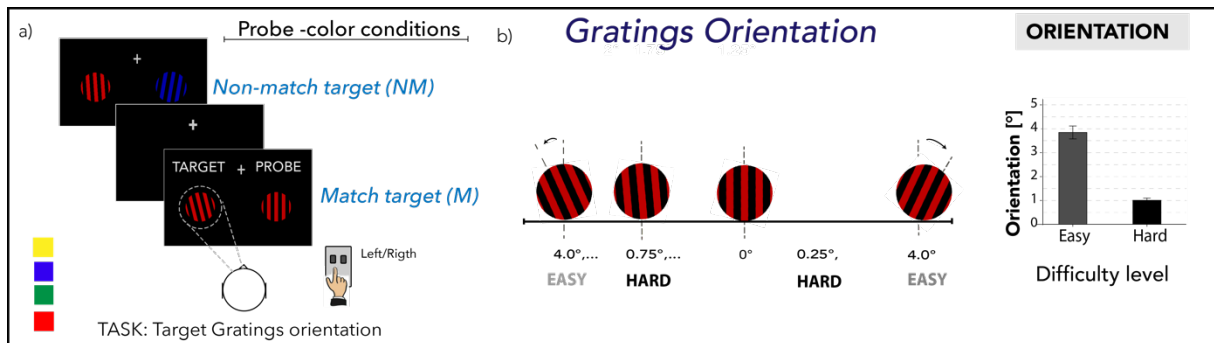 a)
Probe -color conditions
Non-match target (NM)
TARGET + PROBE
Match target (M)
Left/Rigth
TASK: Target Gratings orientation
b)
Gratings Orientation
4.0°,... 0.75°,... 0° 0.25°, 4.0°
EASY HARD HARD EASY
ORIENTATION
Orientation [°]
5
4
3
2
1
0
Easy Hard
Difficulty level